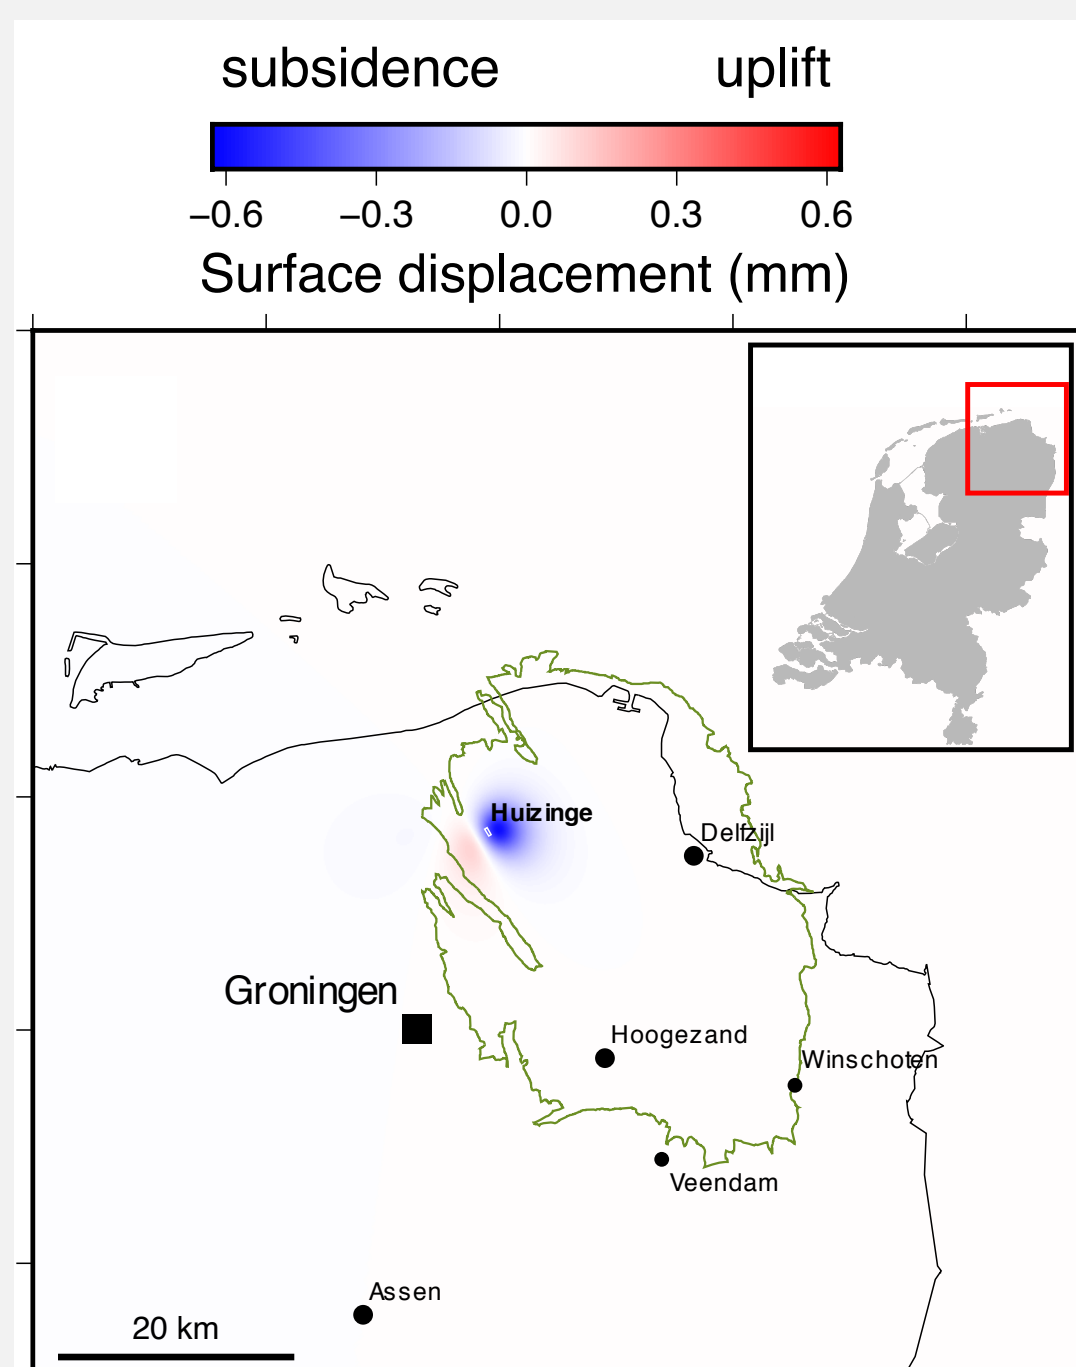 subsidence uplift
−0.6 −0.3 0.0 0.3 0.6
Surface displacement (mm)
Huizinge
Delfzijl
Groningen
Hoogezand
Winschoten
Veendam
Assen
20 km